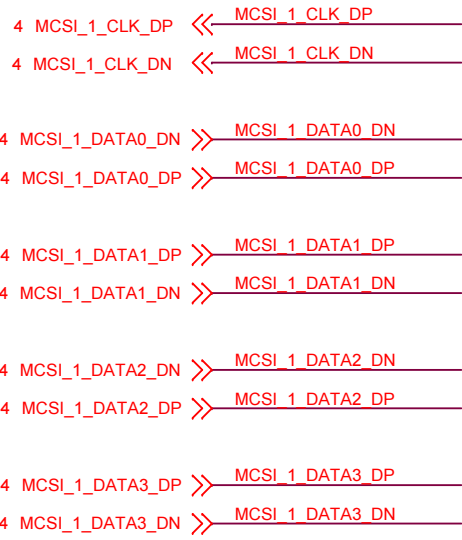 4 MCSI_1_CLK_DP MCSI_1_CLK_DP
4 MCSI_1_CLK_DN MCSI_1_CLK_DN
4 MCSI_1_DATA0_DN MCSI_1_DATA0_DN
4 MCSI_1_DATA0_DP MCSI_1_DATA0_DP
4 MCSI_1_DATA1_DP MCSI_1_DATA1_DP
4 MCSI_1_DATA1_DN MCSI_1_DATA1_DN
4 MCSI_1_DATA2_DN MCSI_1_DATA2_DN
4 MCSI_1_DATA2_DP MCSI_1_DATA2_DP
4 MCSI_1_DATA3_DP MCSI_1_DATA3_DP
4 MCSI_1_DATA3_DN MCSI_1_DATA3_DN